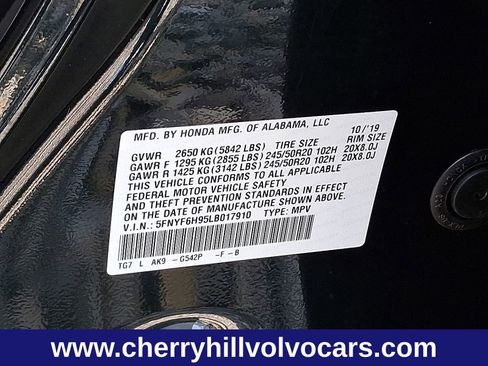 MFD. BY HONDA MFG. OF ALABAMA, LLC 10/'19
GVWR 2650 KG (5842 LBS) TIRE SIZE RIM SIZE
GAWR F 1295 KG (2855 LBS) 245/50R20 102H 20X8.0J
GAWR R 1425 KG (3142 LBS) 245/50R20 102H 20X8.0J
THIS VEHICLE CONFORMS TO ALL APPLICABLE
FEDERAL MOTOR VEHICLE SAFETY
AND THEFT PREVENTION STANDARDS IN EFFECT
ON THE DATE OF MANUFACTURE SHOWN ABOVE.
V.I.N.: 5FNYF6H95LB017910 TYPE: MPV
TG7 L AK9 -G542P -F -B
www.cherryhillvolvocars.com